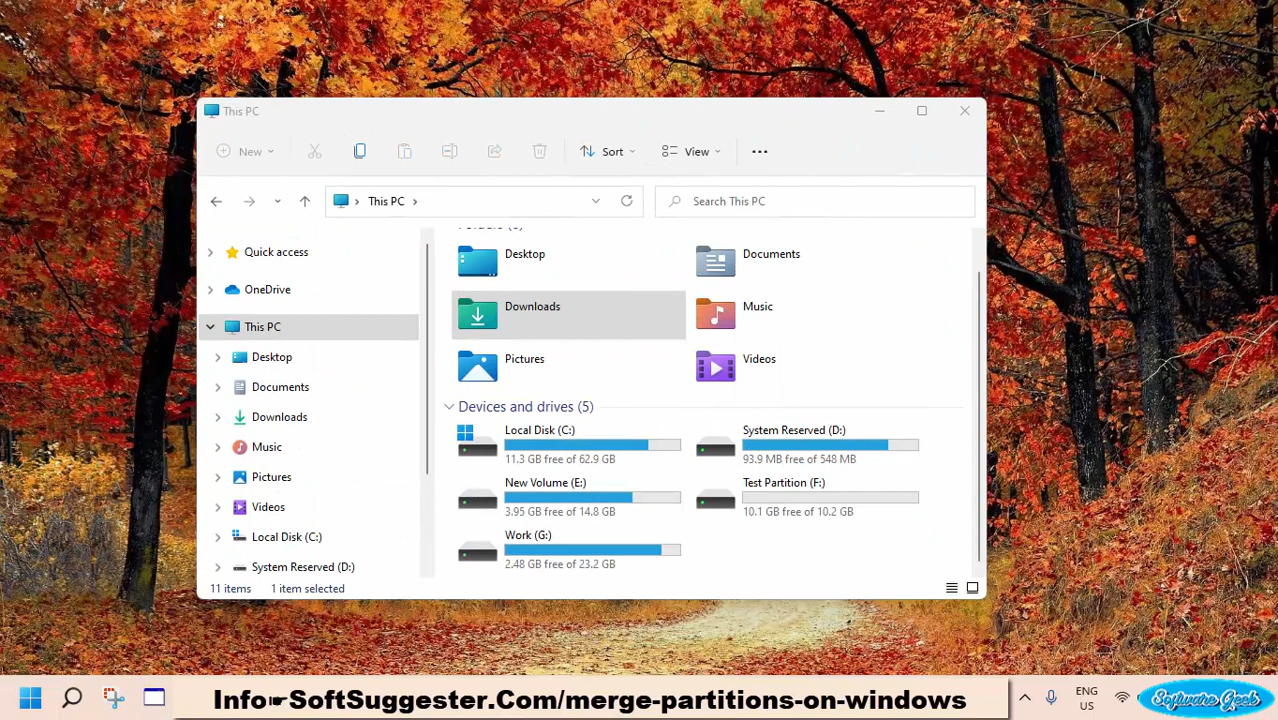 This PC
New
Sort
View
This PC
Search This PC
Quick access
OneDrive
This PC
Desktop
Documents
Downloads
Music
Pictures
Videos
Local Disk (C:)
System Reserved (D:)
Folders (6)
Desktop
Documents
Downloads
Music
Pictures
Videos
Devices and drives (5)
Local Disk (C:)
11.3 GB free of 62.9 GB
System Reserved (D:)
93.9 MB free of 548 MB
New Volume (E:)
3.95 GB free of 14.8 GB
Test Partition (F:)
10.1 GB free of 10.2 GB
Work (G:)
2.48 GB free of 23.2 GB
11 items
1 item selected
Info☛SoftSuggester.Com/merge-partitions-on-windows
ENG
US
Software Geek